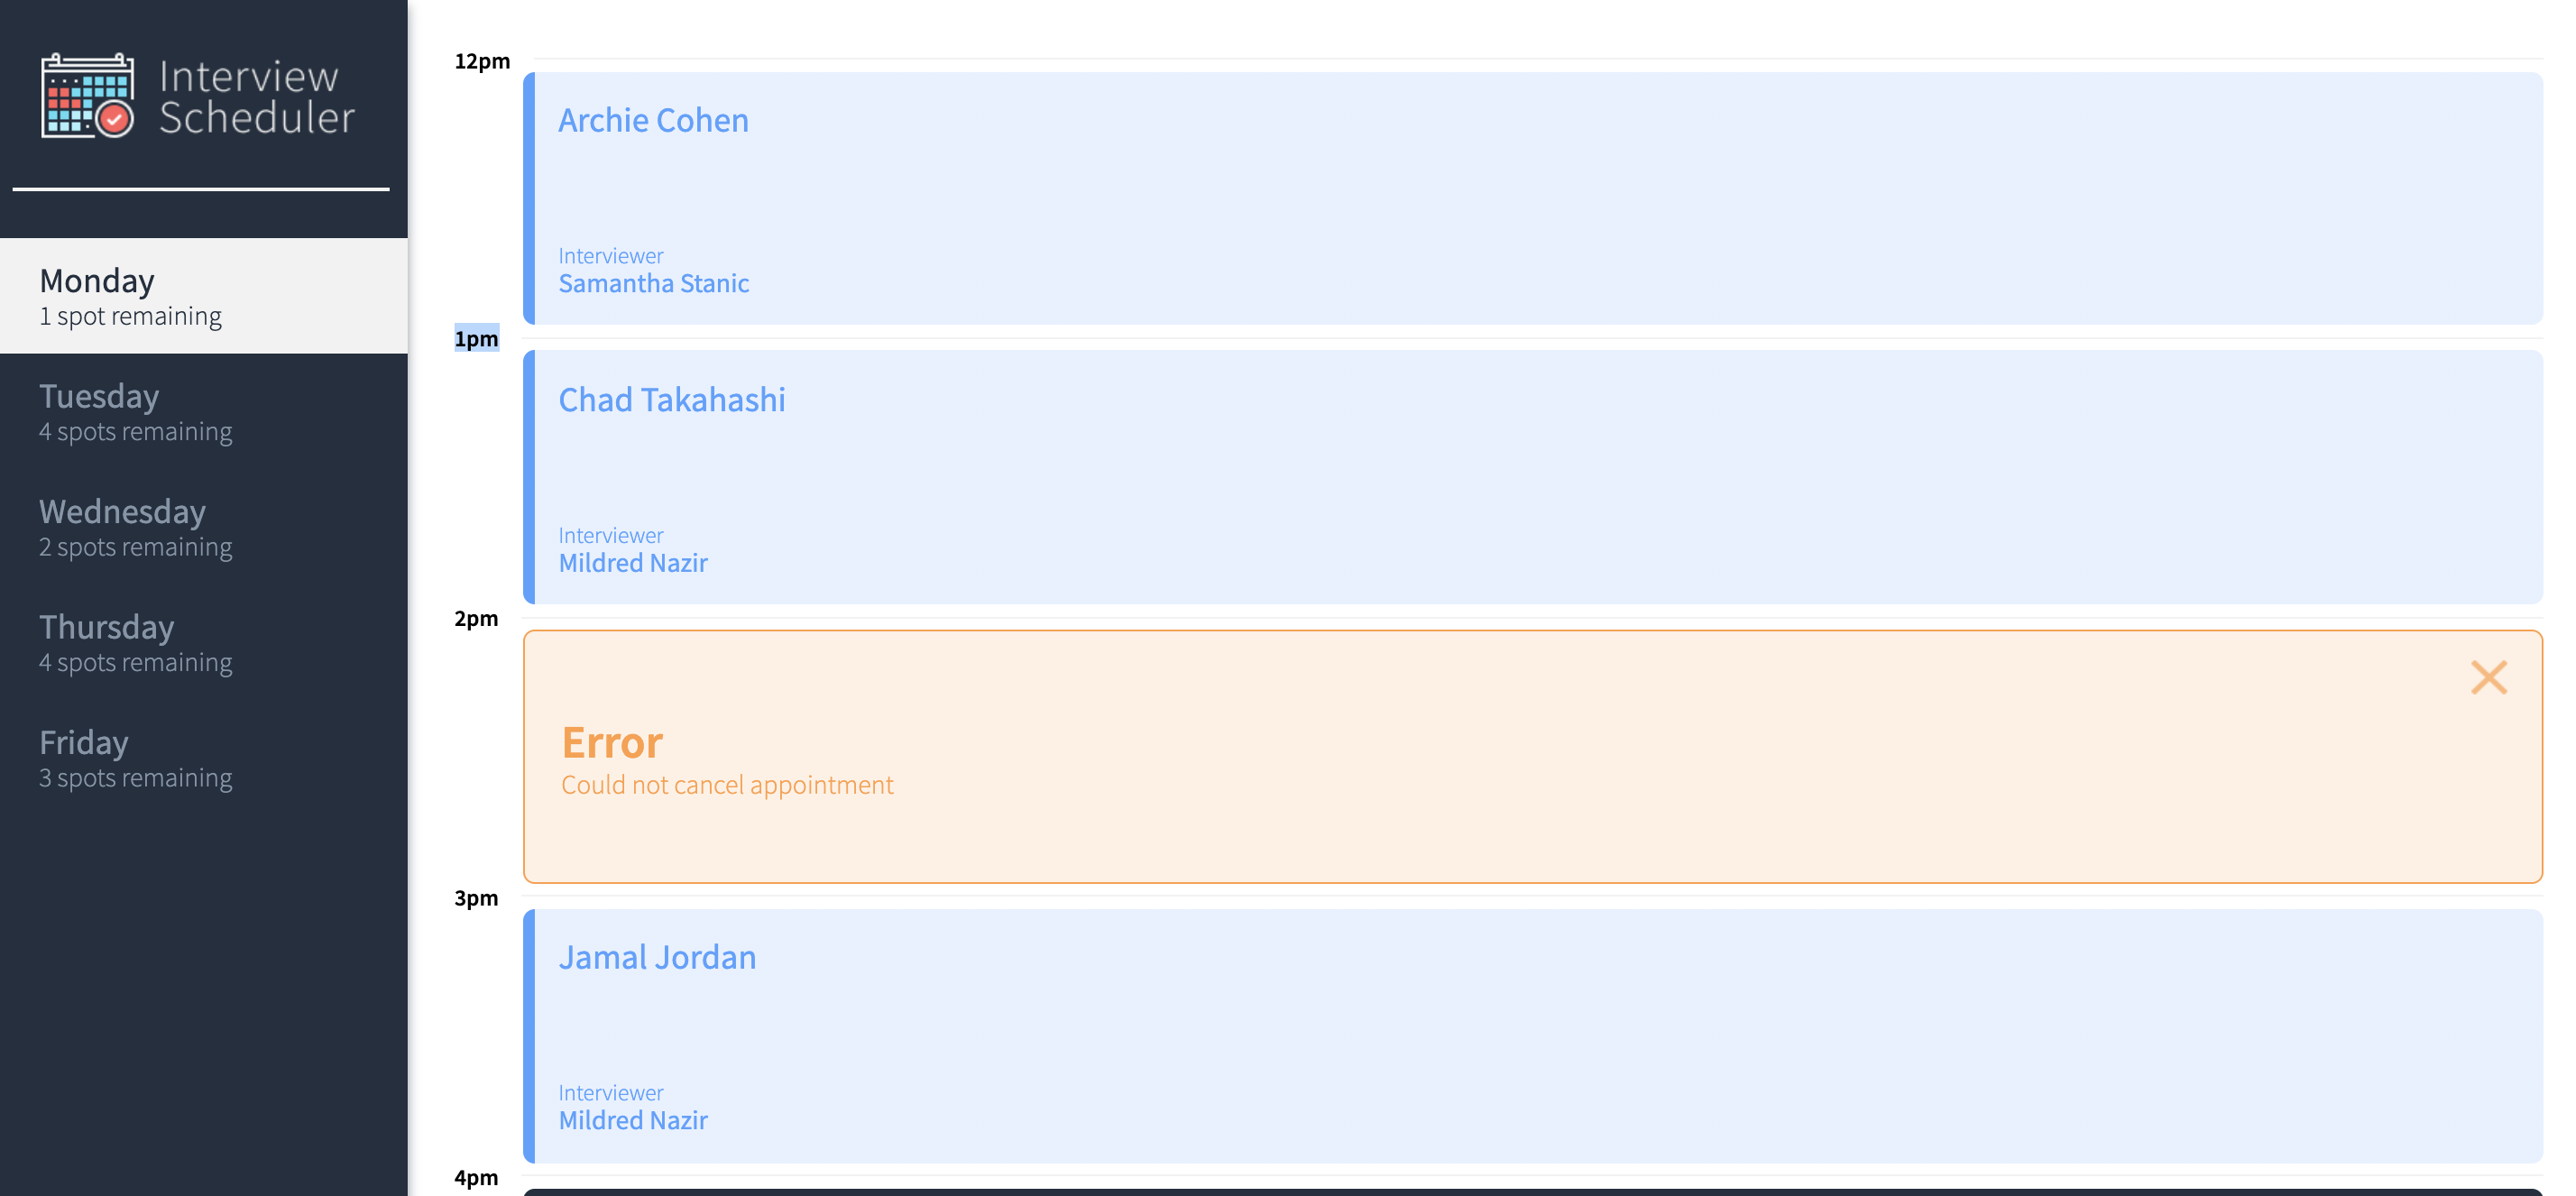 Interview
Scheduler
Monday
1 spot remaining
Tuesday
4 spots remaining
Wednesday
2 spots remaining
Thursday
4 spots remaining
Friday
3 spots remaining
12pm
Archie Cohen
Interviewer
Samantha Stanic
1pm
Chad Takahashi
Interviewer
Mildred Nazir
2pm
Error
Could not cancel appointment
3pm
Jamal Jordan
Interviewer
Mildred Nazir
4pm